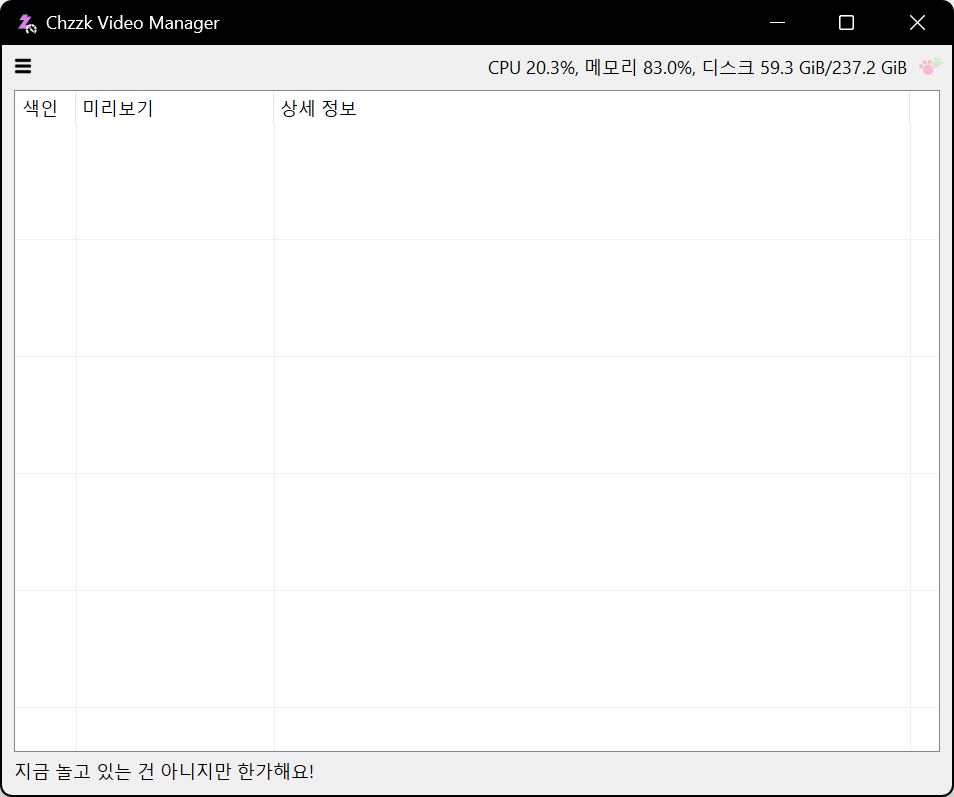 Chzzk Video Manager
CPU 20.3%, 메모리 83.0%, 디스크 59.3 GiB/237.2 GiB
색인 미리보기 상세 정보
지금 놀고 있는 건 아니지만 한가해요!